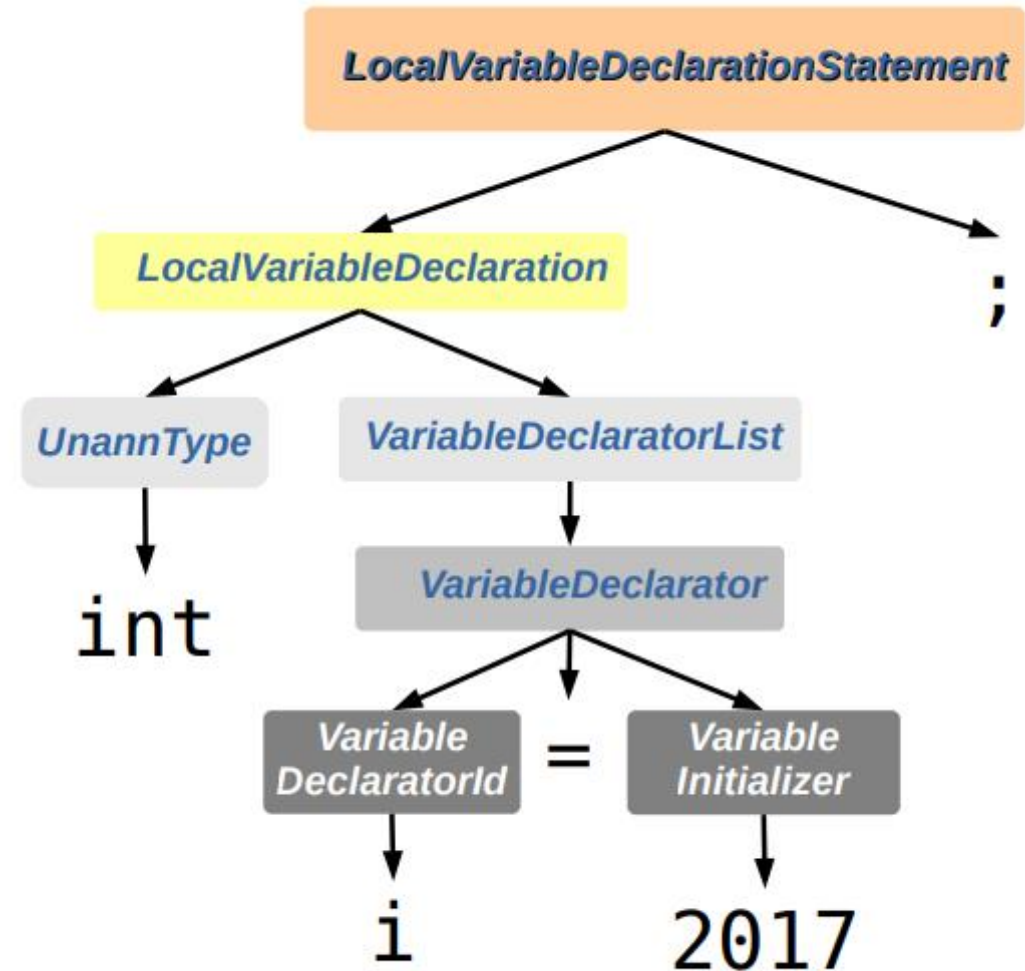 LocalVariableDeclarationStatement
LocalVariableDeclaration
;
UnannType
VariableDeclaratorList
int
VariableDeclarator
Variable
DeclaratorId
=
Variable
Initializer
i
2017